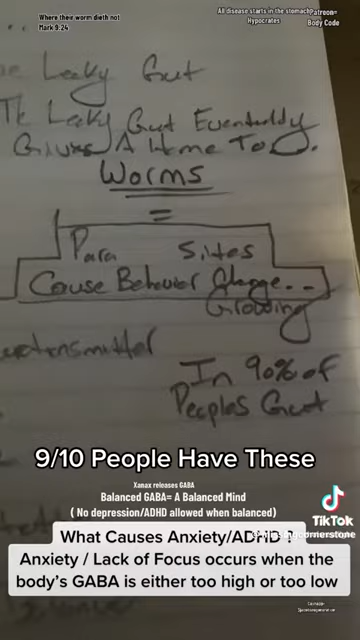 Where their worm dieth not
Mark 9:24
All disease starts in the stomach
Hypocrates
Patreon=
Body Code
Leaky Gut
The Leaky Gut Eventually
Gives A Home To.
Worms
=
Para Sites
Cause Behavior Change..
Growing
In 90% of
Peoples Gut
9/10 People Have These
Xanax releases GABA
Balanced GABA= A Balanced Mind
( No depression/ADHD allowed when balanced)
TikTok
What Causes Anxiety/ADHD ?
Anxiety / Lack of Focus occurs when the
body's GABA is either too high or too low